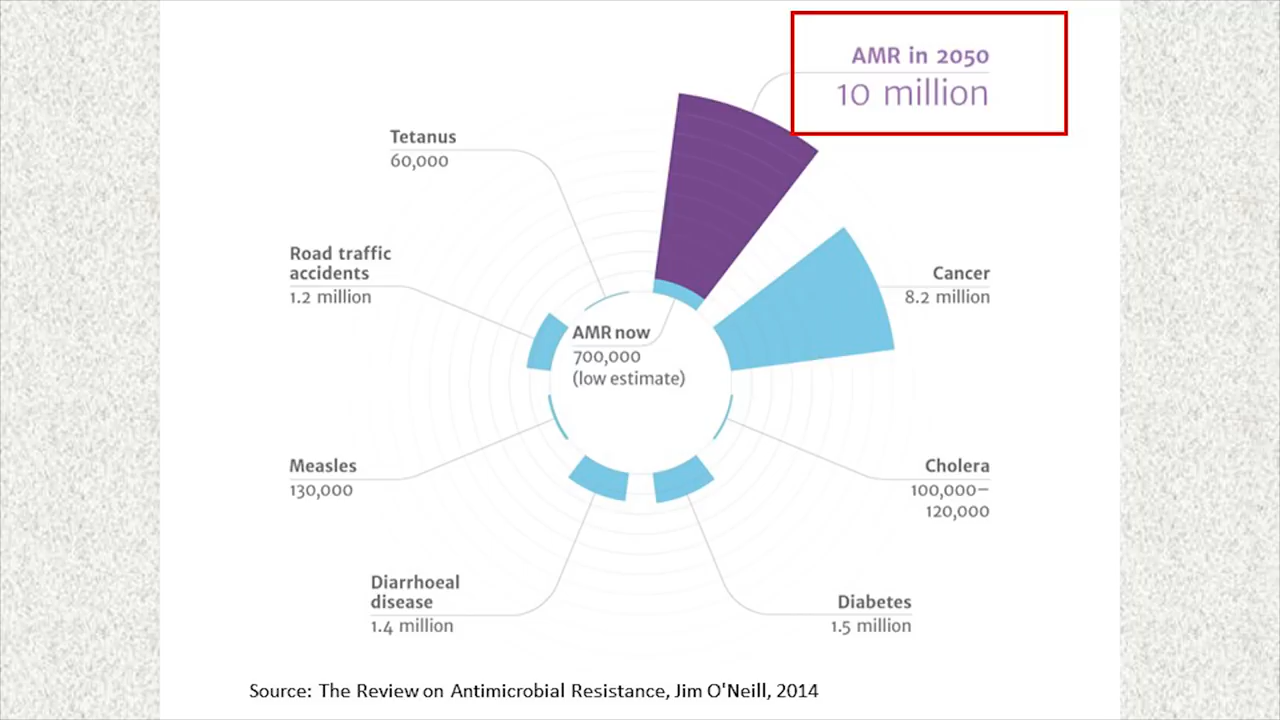 AMR in 2050
10 million
Tetanus
60,000
Road traffic
accidents
1.2 million
Cancer
8.2 million
AMR now
700,000
(low estimate)
Measles
130,000
Cholera
100,000–
120,000
Diarrhoeal
disease
1.4 million
Diabetes
1.5 million
Source: The Review on Antimicrobial Resistance, Jim O'Neill, 2014